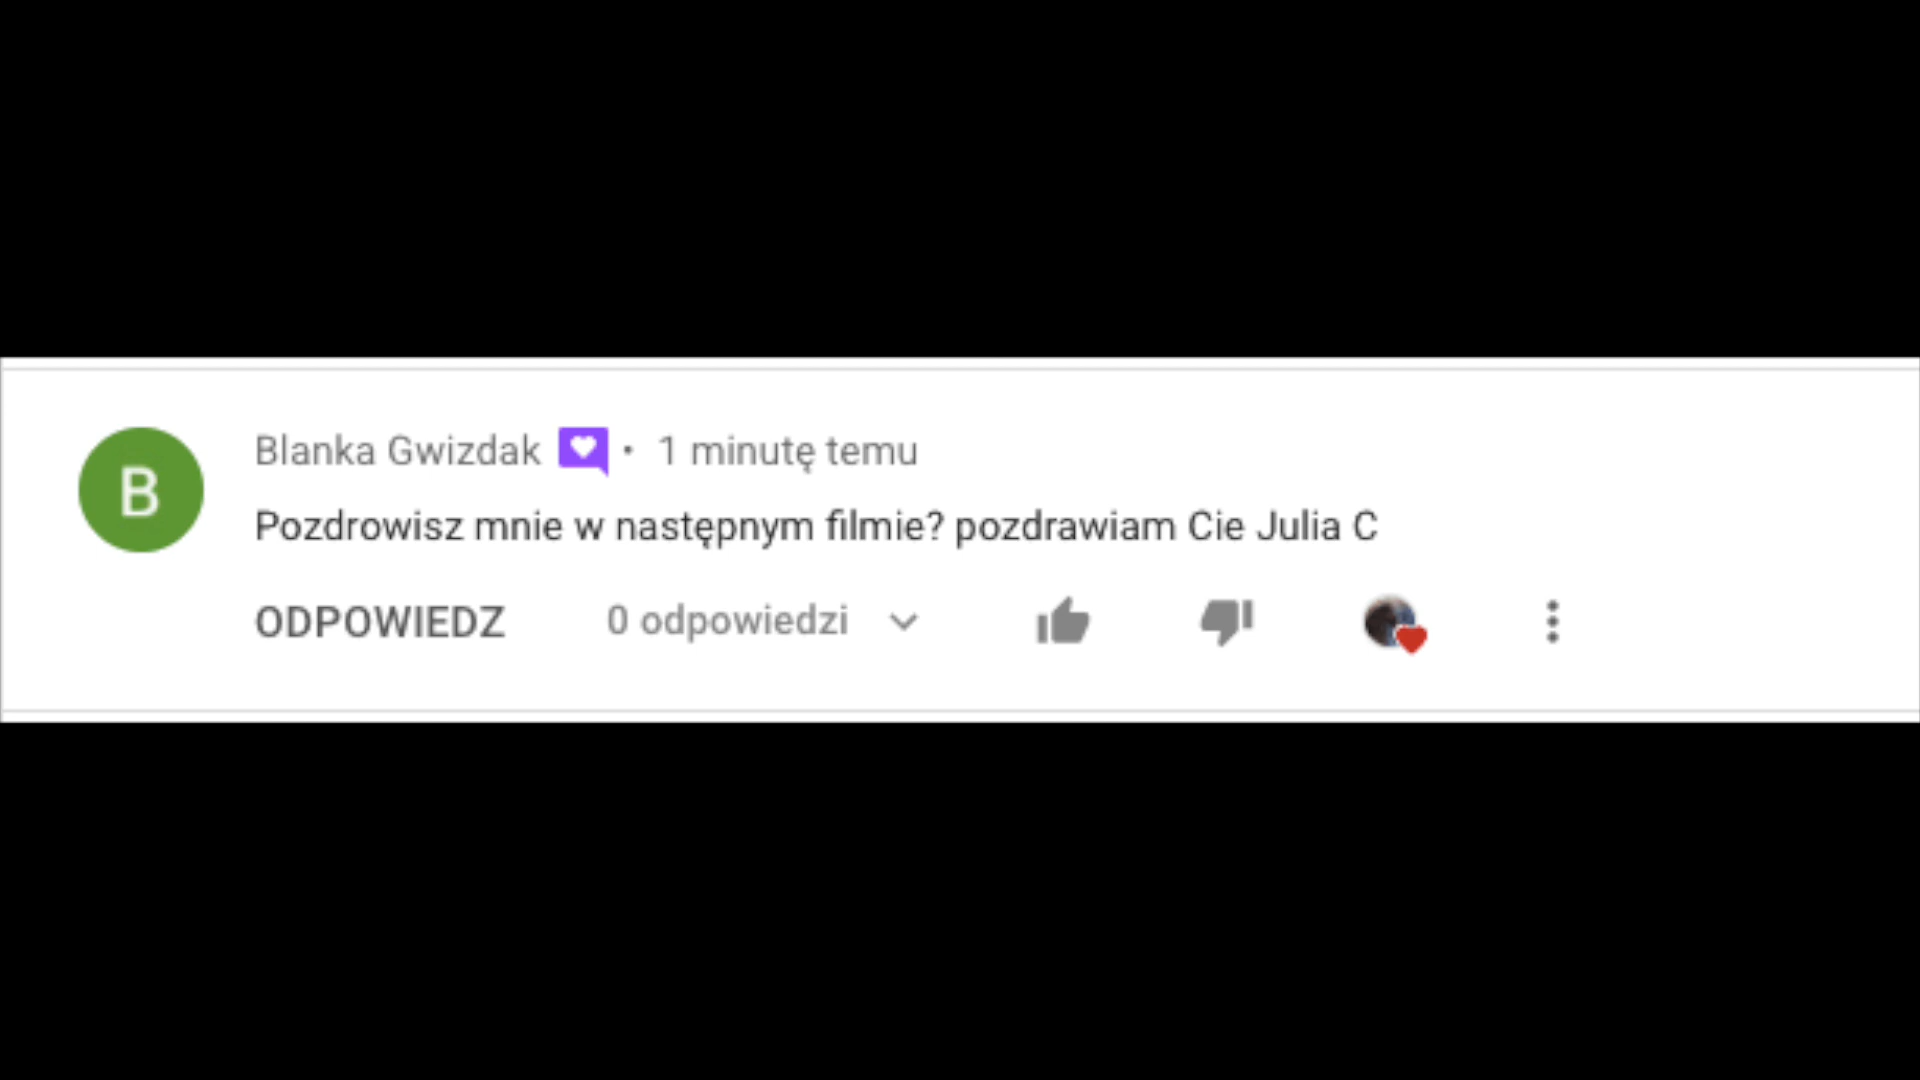 B
Blanka Gwizdak • 1 minutę temu
Pozdrowisz mnie w następnym filmie? pozdrawiam Cie Julia C
ODPOWIEDZ 0 odpowiedzi